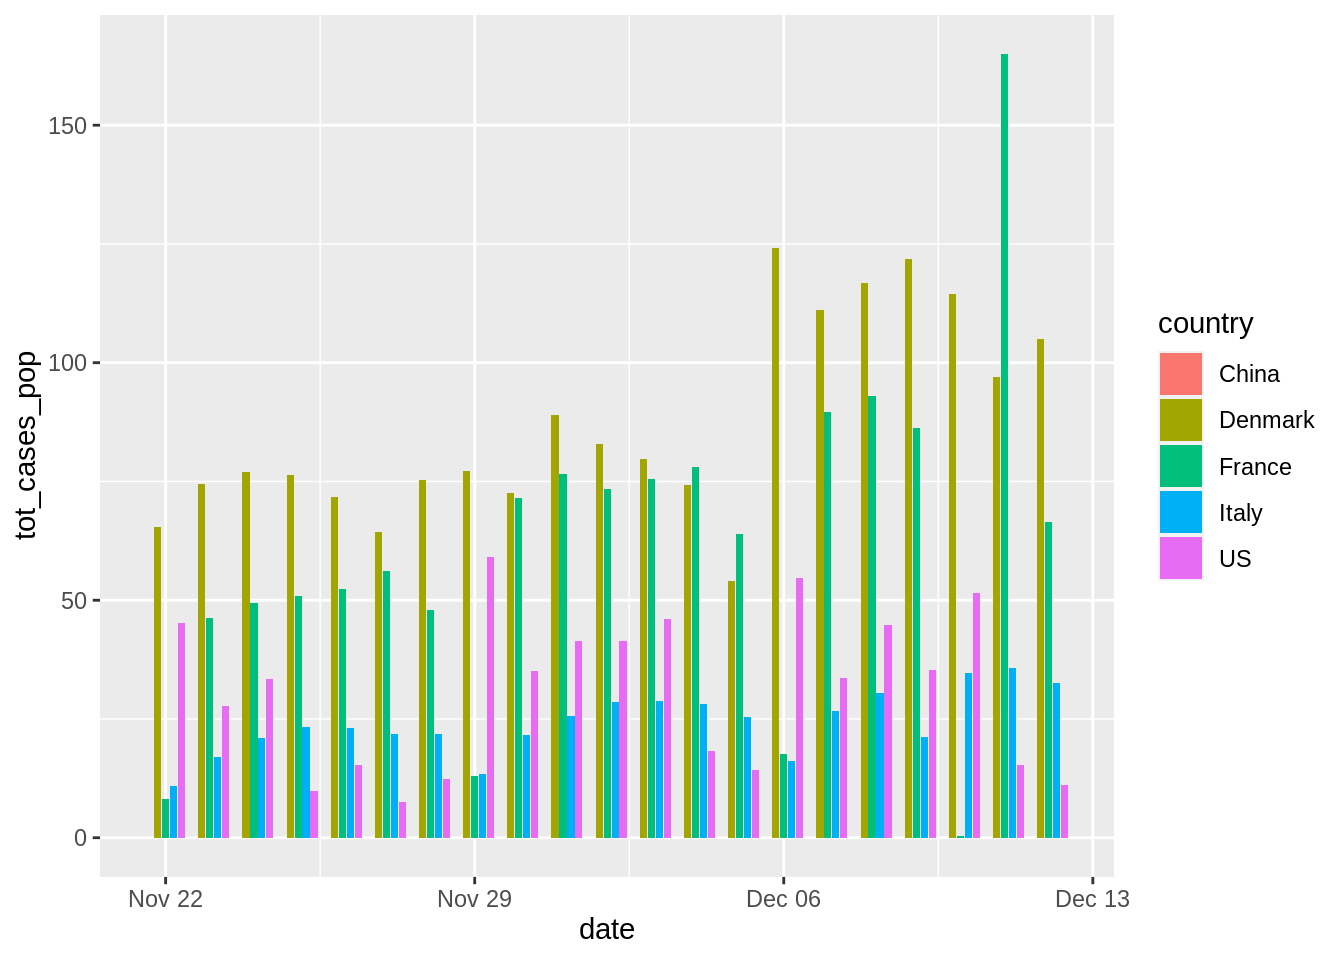 150
100
50
0
tot_cases_pop
Nov 22
Nov 29
Dec 06
Dec 13
date
country
China
Denmark
France
Italy
US